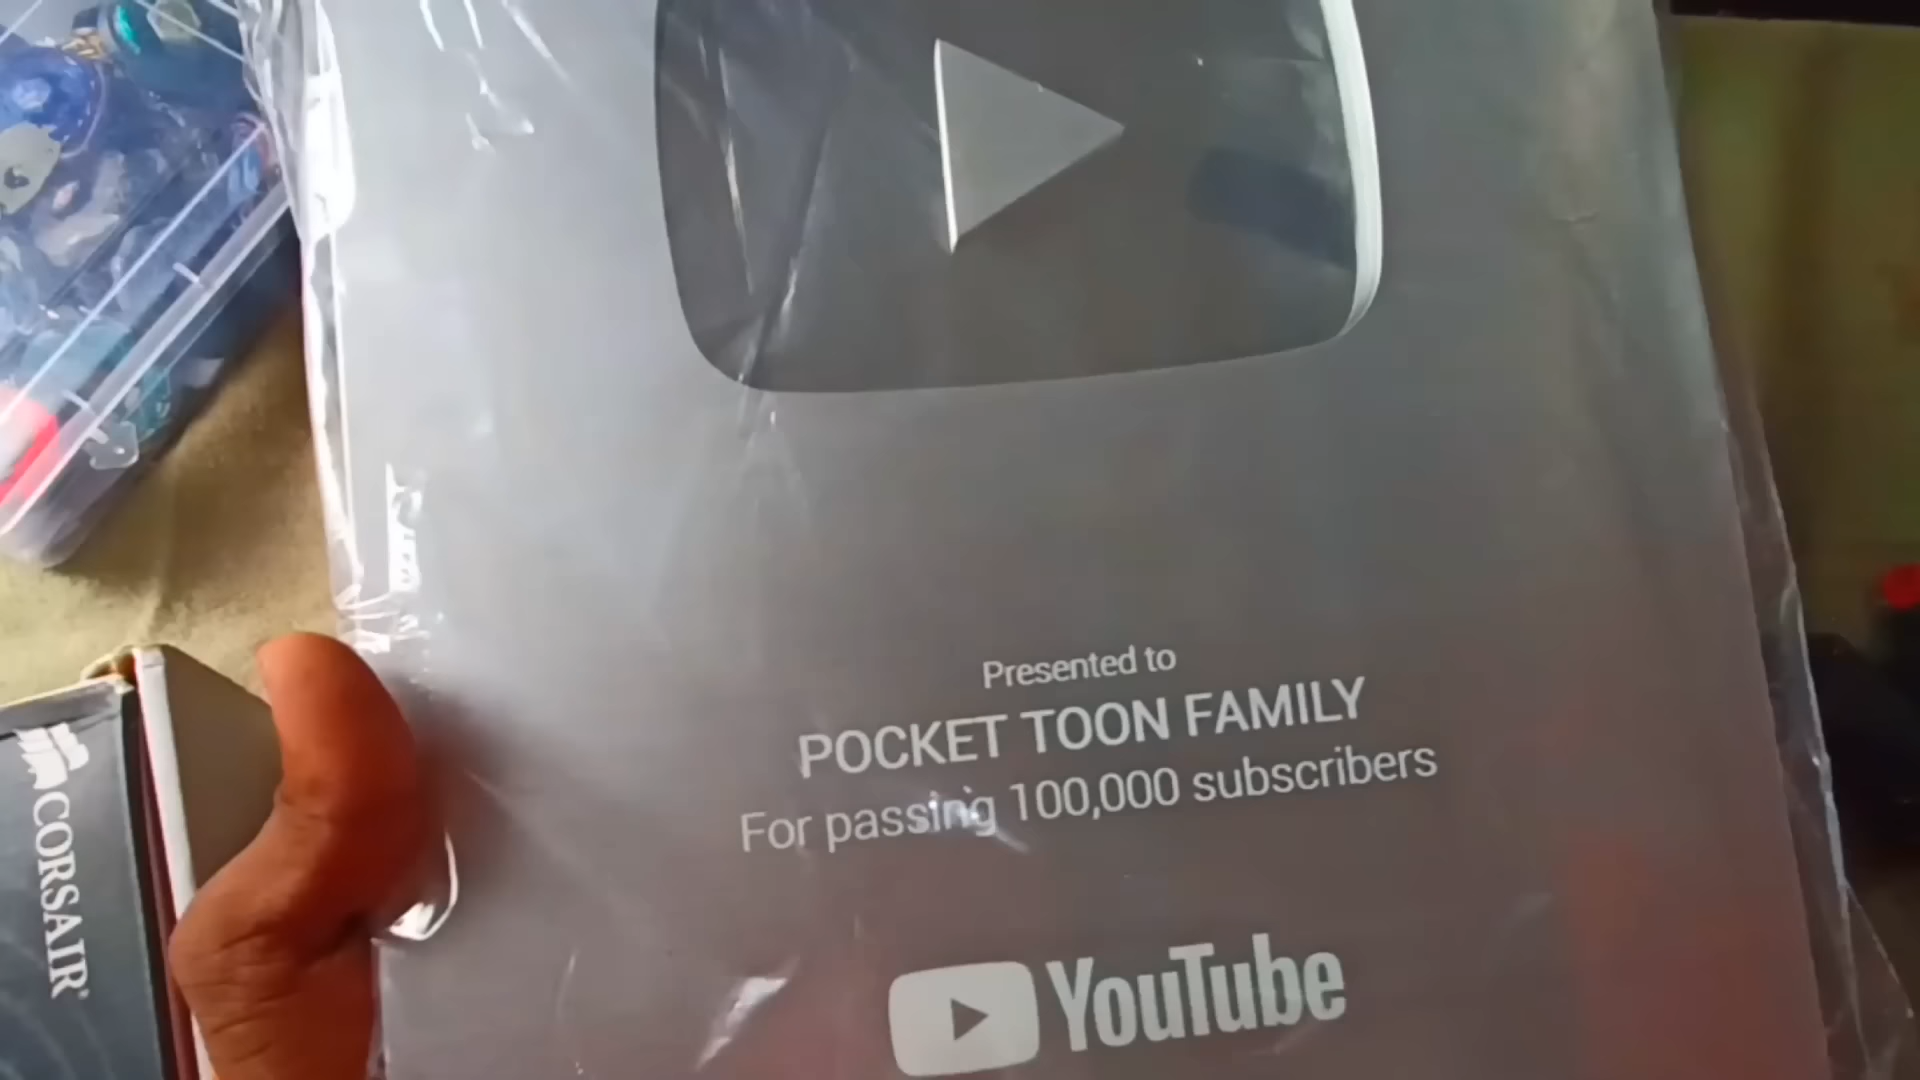 Presented to
POCKET TOON FAMILY
For passing 100,000 subscribers
YouTube
CORSAIR